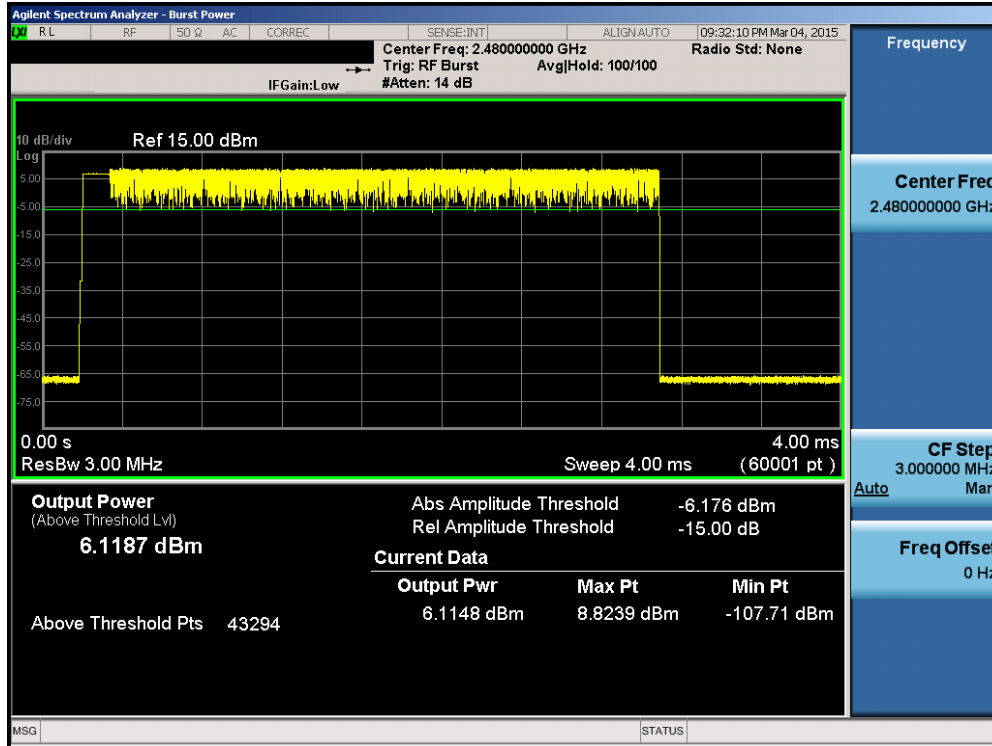 Agilent Spectrum Analyzer - Burst Power
LXI RL RF 50 Ω AC CORREC SENSE:INT ALIGN AUTO 09:32:10 PM Mar 04, 2015
Center Freq: 2.480000000 GHz Radio Std: None
Trig: RF Burst Avg|Hold: 100/100
IFGain:Low #Atten: 14 dB
Frequency
10 dB/div Ref 15.00 dBm
Log
5.00
-5.00
-15.0
-25.0
-35.0
-45.0
-55.0
-65.0
-75.0
0.00 s 4.00 ms
ResBw 3.00 MHz Sweep 4.00 ms (60001 pt)
Output Power
(Above Threshold Lvl)
6.1187 dBm
Above Threshold Pts 43294
Abs Amplitude Threshold -6.176 dBm
Rel Amplitude Threshold -15.00 dB
Current Data
Output Pwr Max Pt Min Pt
6.1148 dBm 8.8239 dBm -107.71 dBm
Center Freq
2.480000000 GHz
CF Step
3.000000 MHz
Auto Man
Freq Offset
0 Hz
MSG STATUS